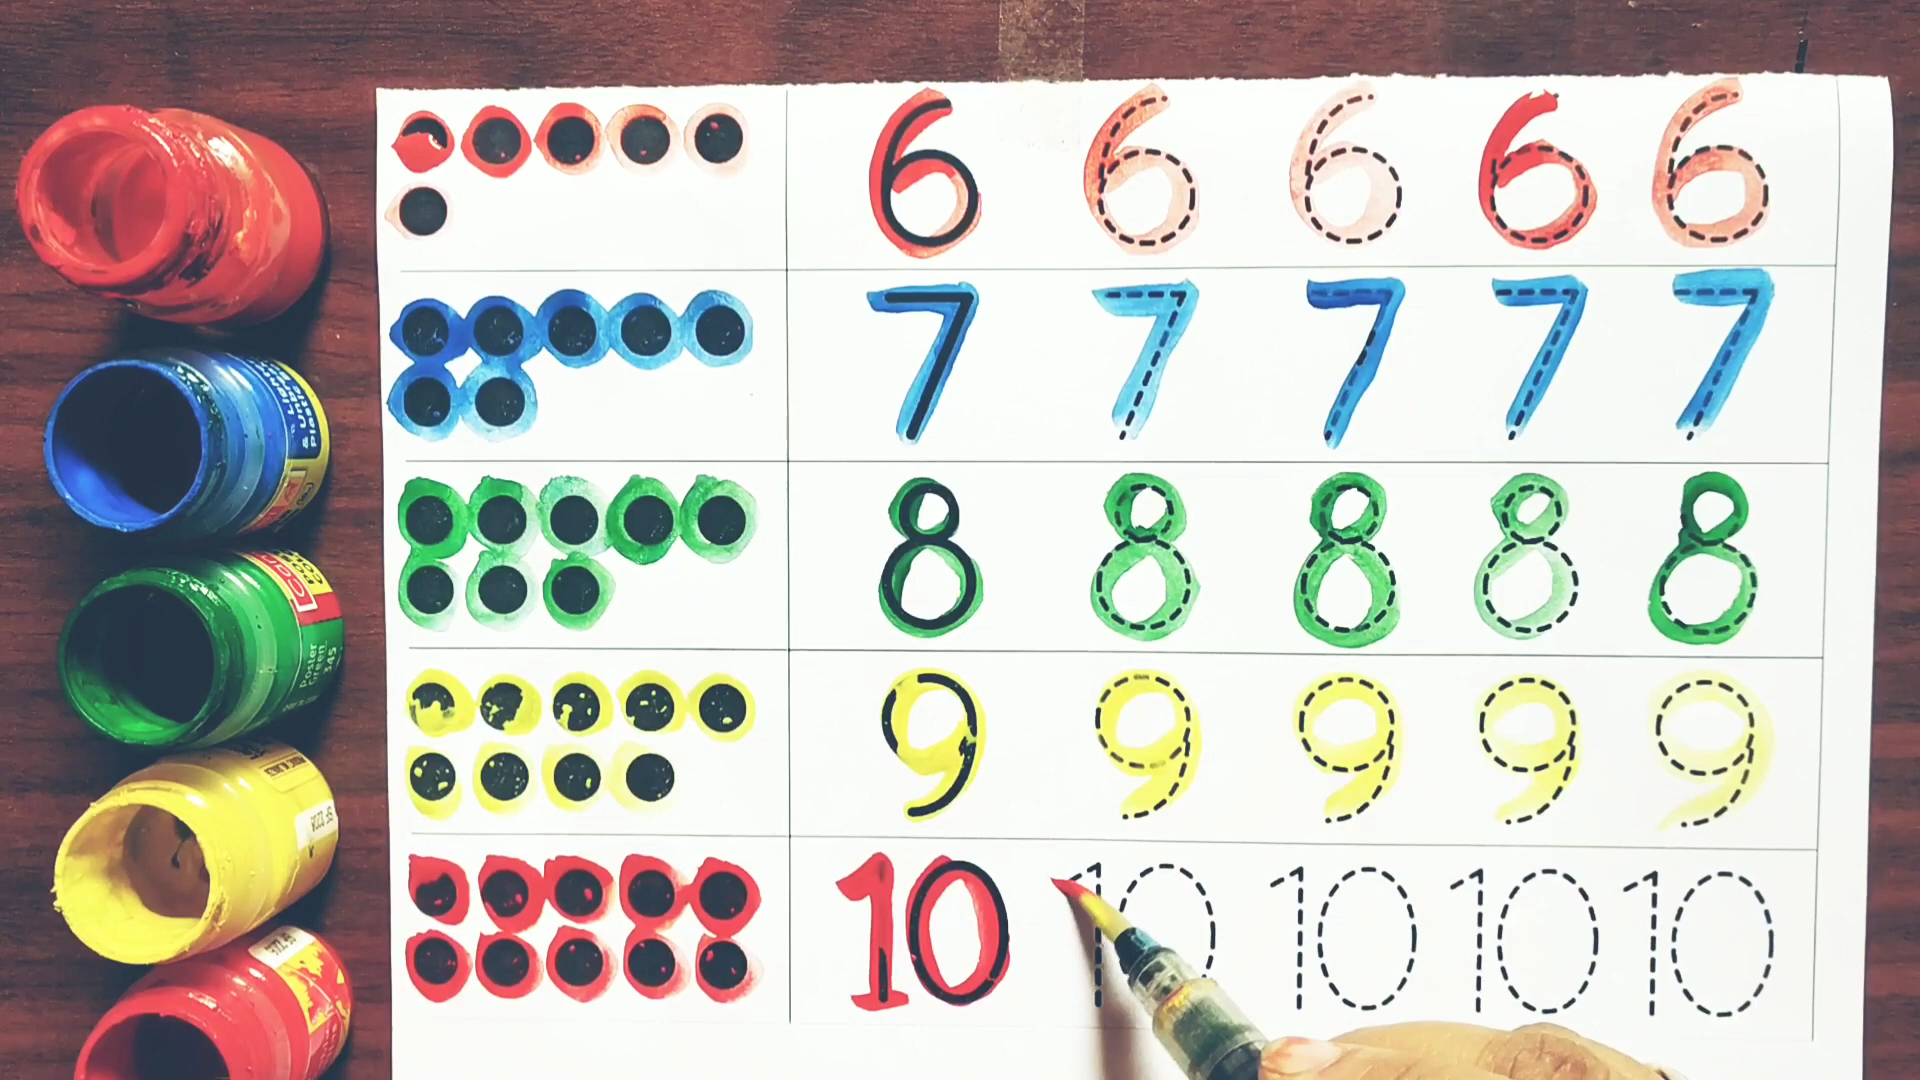 6 6 6 6 6
7 7 7 7 7
8 8 8 8 8
9 9 9 9 9
10 10 10 10 10
Poster
Green
345